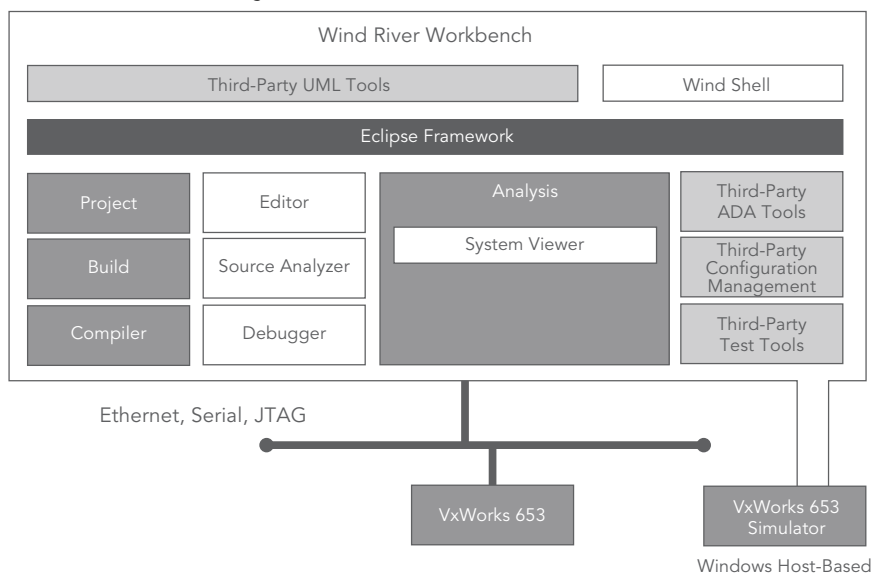 Wind River Workbench
Third-Party UML Tools
Wind Shell
Eclipse Framework
Project
Editor
Analysis
Third-Party
ADA Tools
System Viewer
Build
Source Analyzer
Third-Party
Configuration
Management
Compiler
Debugger
Third-Party
Test Tools
Ethernet, Serial, JTAG
VxWorks 653
VxWorks 653
Simulator
Windows Host-Based